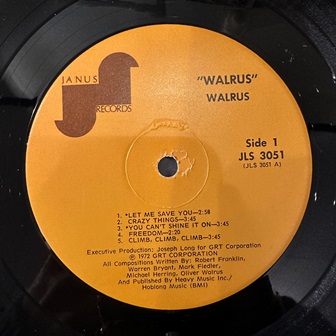 JANUS
RECORDS
"WALRUS"
WALRUS
Side 1
JLS 3051
(JLS 3051 A)
1. *LET ME SAVE YOU—2:58
2. CRAZY THINGS—3:45
3. *YOU CAN'T SHINE IT ON—3:45
4. FREEDOM—2:20
5. CLIMB, CLIMB, CLIMB—3:45
Executive Production: Joseph Long for GRT Corporation
℗ 1972 GRT CORPORATION
All Compositions Written By: Robert Franklin,
Warren Bryant, Mark Fiedler,
Michael Herring, Oliver Walrus
And Published By Heavy Music Inc./
Hoblong Music (BMI)